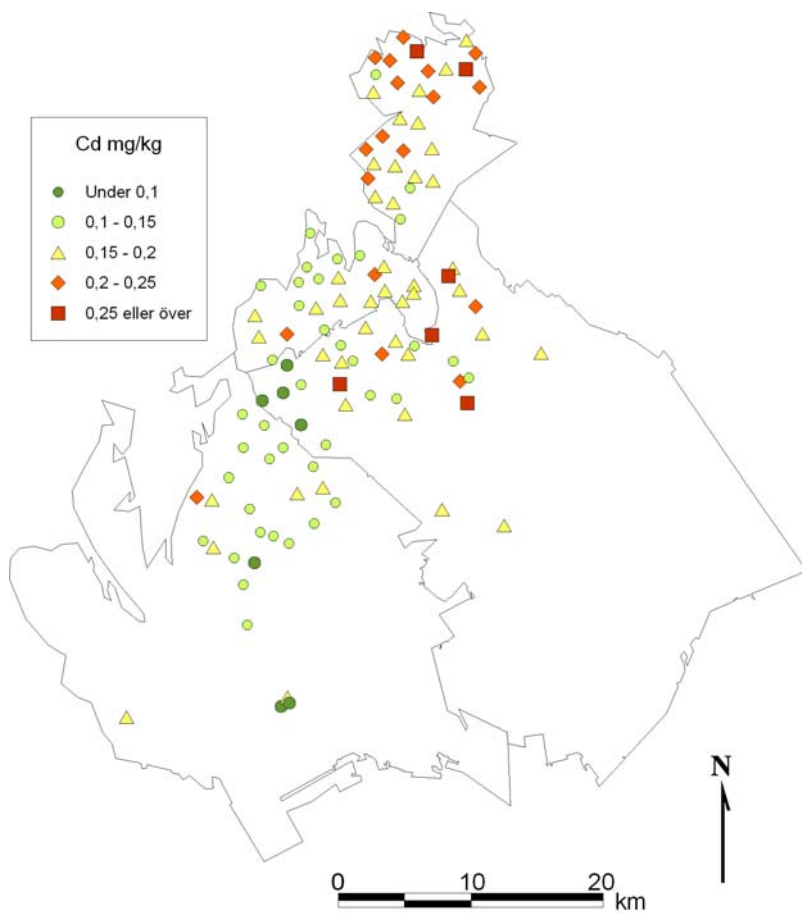 Cd mg/kg
Under 0,1
0,1 - 0,15
0,15 - 0,2
0,2 - 0,25
0,25 eller över
N
0 10 20
km